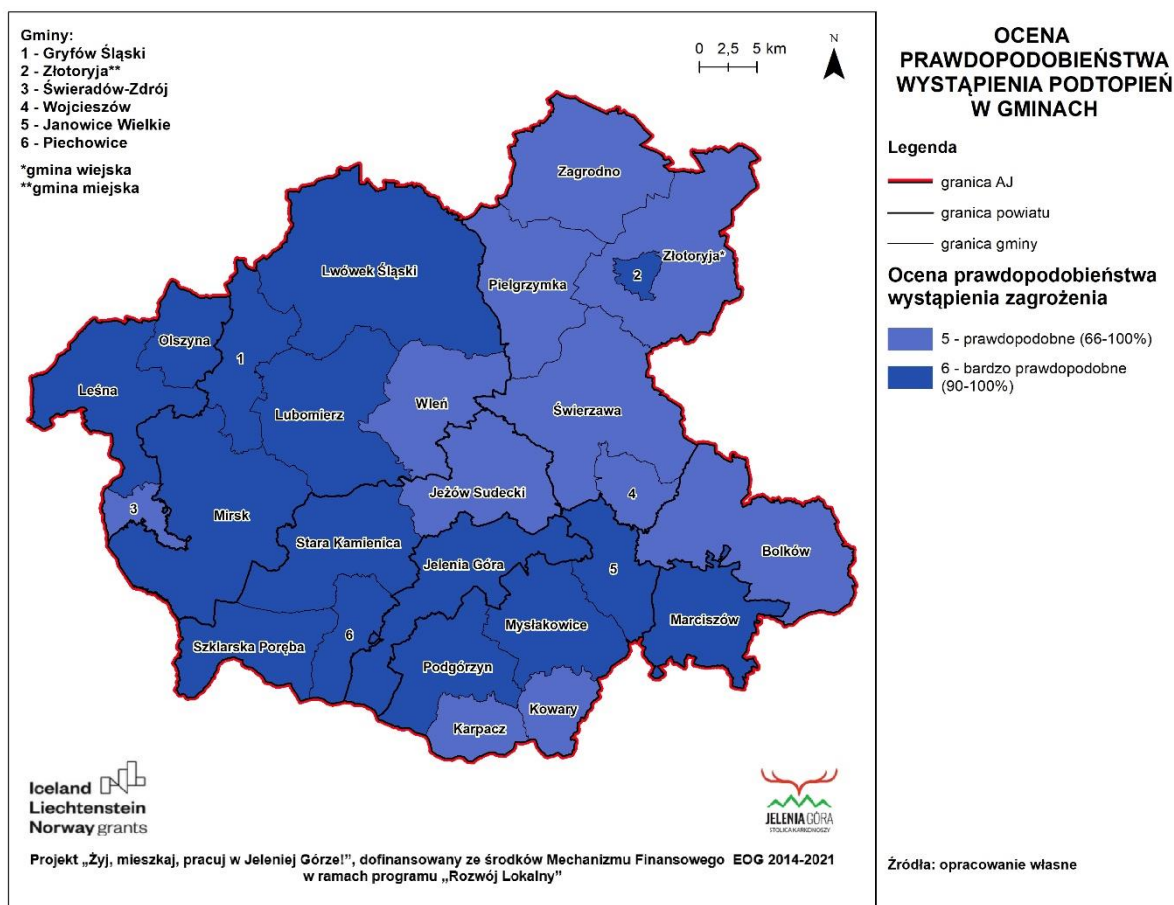 Gminy:
1 - Gryfów Śląski
2 - Złotoryja**
3 - Świeradów-Zdrój
4 - Wojcieszów
5 - Janowice Wielkie
6 - Piechowice
*gmina wiejska
**gmina miejska
0 2,5 5 km
N
Zagrodno
Złotoryja*
2
Lwówek Śląski
Pielgrzymka
Olszyna
1
Leśna
Lubomierz
Wleń
Świerzawa
Jeżów Sudecki
4
3
Mirsk
Stara Kamienica
Jelenia Góra
Bolków
5
Mysłakowice
Marciszów
6
Szklarska Poręba
Podgórzyn
Kowary
Karpacz
Iceland
Liechtenstein
Norway grants
JELENIA GÓRA
STOLICA KARKONOSZY
Projekt „Żyj, mieszkaj, pracuj w Jeleniej Górze!”, dofinansowany ze środków Mechanizmu Finansowego EOG 2014-2021
w ramach programu „Rozwój Lokalny”
OCENA
PRAWDOPODOBIEŃSTWA
WYSTĄPIENIA PODTOPIEŃ
W GMINACH
Legenda
granica AJ
granica powiatu
granica gminy
Ocena prawdopodobieństwa
wystąpienia zagrożenia
5 - prawdopodobne (66-100%)
6 - bardzo prawdopodobne
(90-100%)
Źródła: opracowanie własne